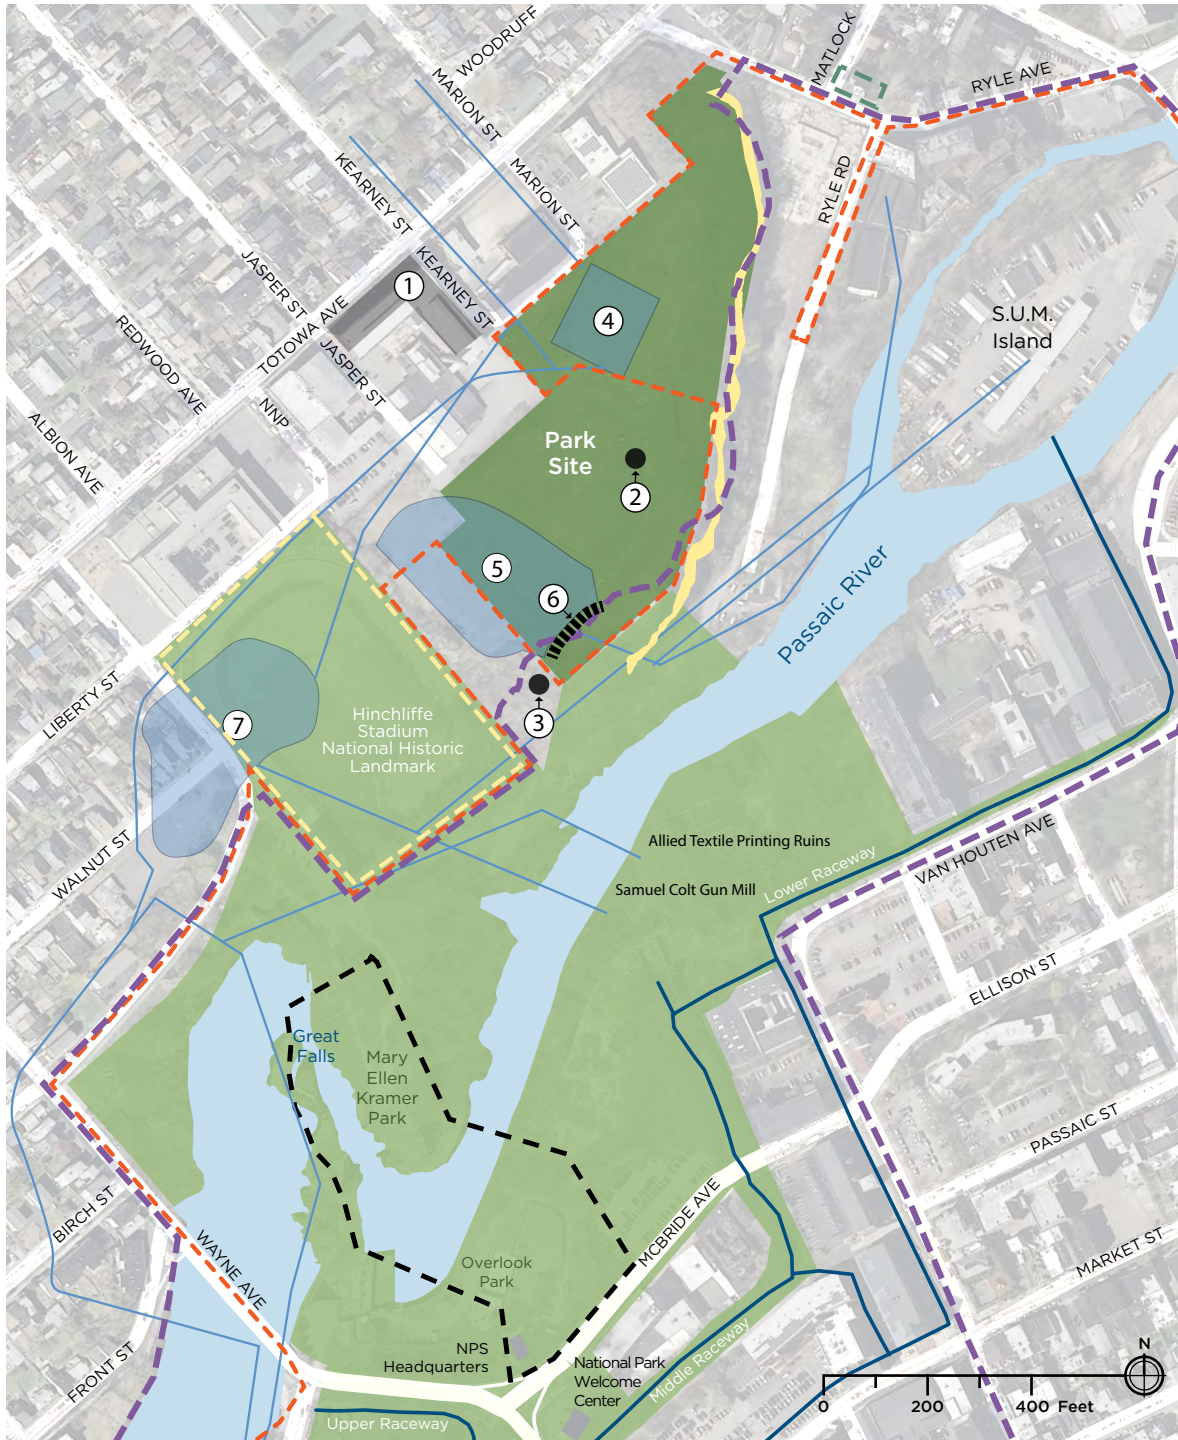 WOODRUFF
MATLOCK
RYLE AVE
MARION ST
MARION ST
KEARNEY ST
KEARNEY ST
RYLE RD
JASPER ST
JASPER ST
1
4
S.U.M.
Island
REDWOOD AVE
TOTOWA AVE
NNP
ALBION AVE
Park
Site
2
5
6
Passaic River
3
7
LIBERTY ST
Hinchliffe
Stadium
National Historic
Landmark
WALNUT ST
Allied Textile Printing Ruins
Samuel Colt Gun Mill
Lower Raceway
VAN HOUTEN AVE
ELLISON ST
Great
Falls
Mary
Ellen
Kramer
Park
PASSAIC ST
BIRCH ST
WAYNE AVE
MCBRIDE AVE
MARKET ST
Overlook
Park
FRONT ST
NPS
Headquarters
National Park
Welcome
Center
Middle Raceway
Upper Raceway
N
0 200 400 Feet